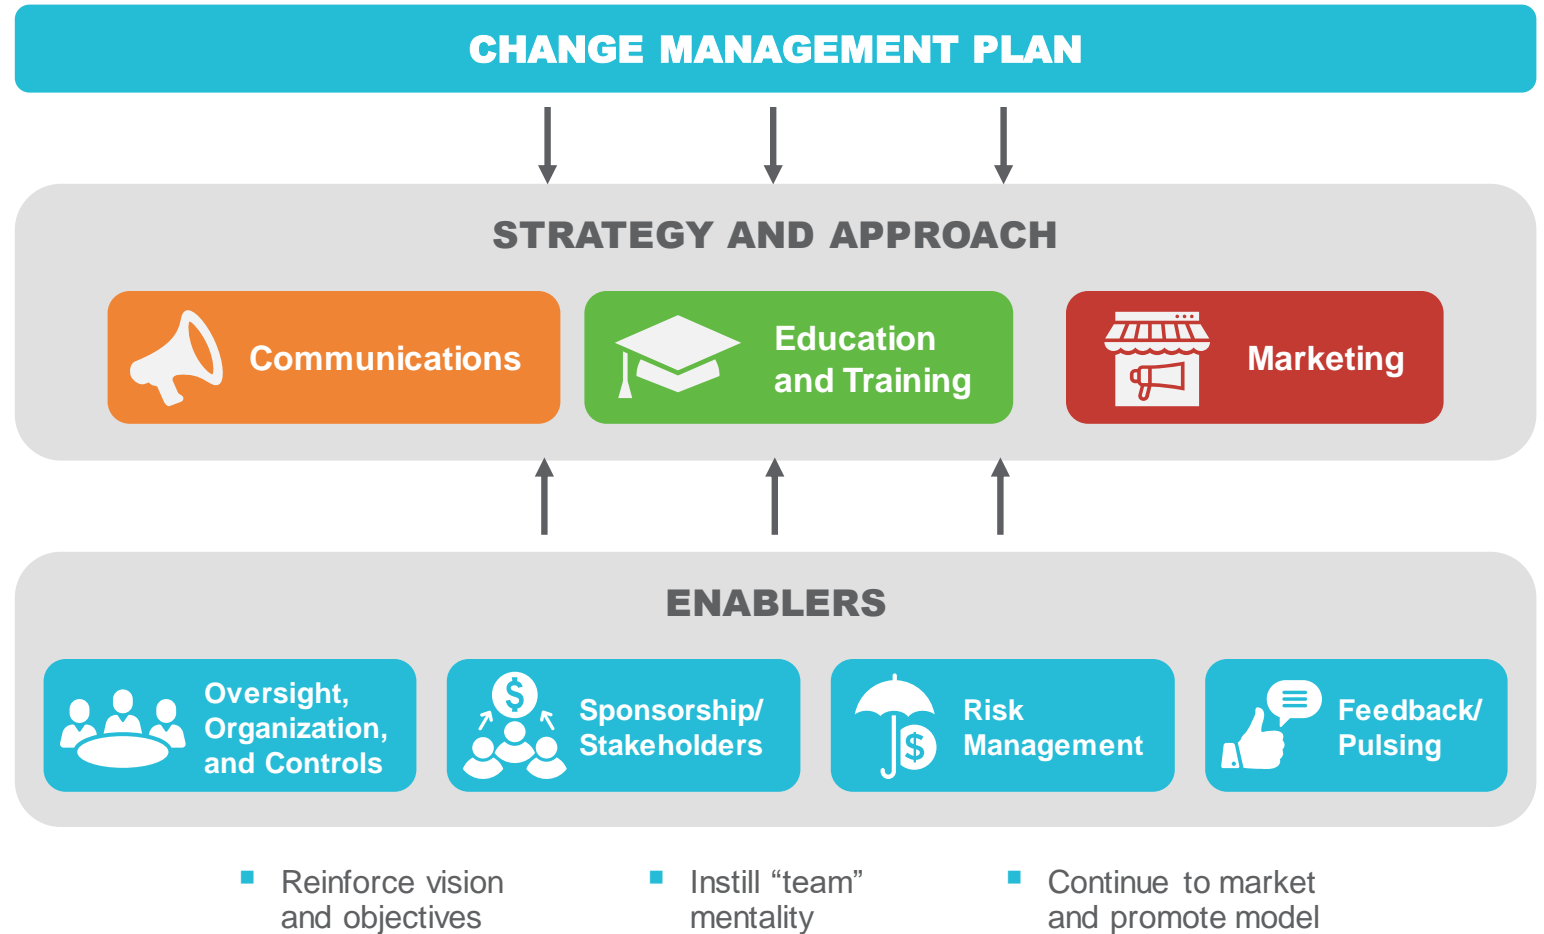 CHANGE MANAGEMENT PLAN
STRATEGY AND APPROACH
Communications
Education
and Training
Marketing
ENABLERS
Oversight,
Organization,
and Controls
$
Sponsorship/
Stakeholders
$
Risk
Management
Feedback/
Pulsing
Reinforce vision
and objectives
Instill “team”
mentality
Continue to market
and promote model